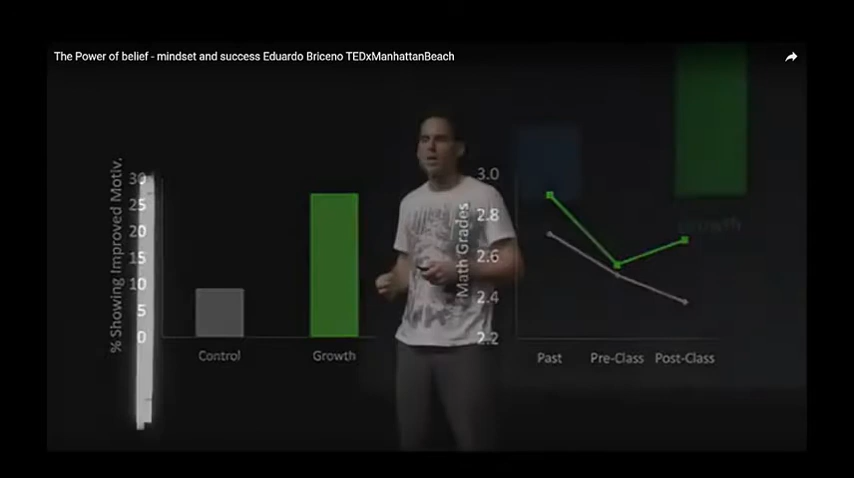 The Power of belief - mindset and success Eduardo Briceno TEDxManhattanBeach
% Showing Improved Motiv.
30
25
20
15
10
5
0
Control
Growth
Math Grades
3.0
2.8
2.6
2.4
2.2
Past
Pre-Class
Post-Class
Growth